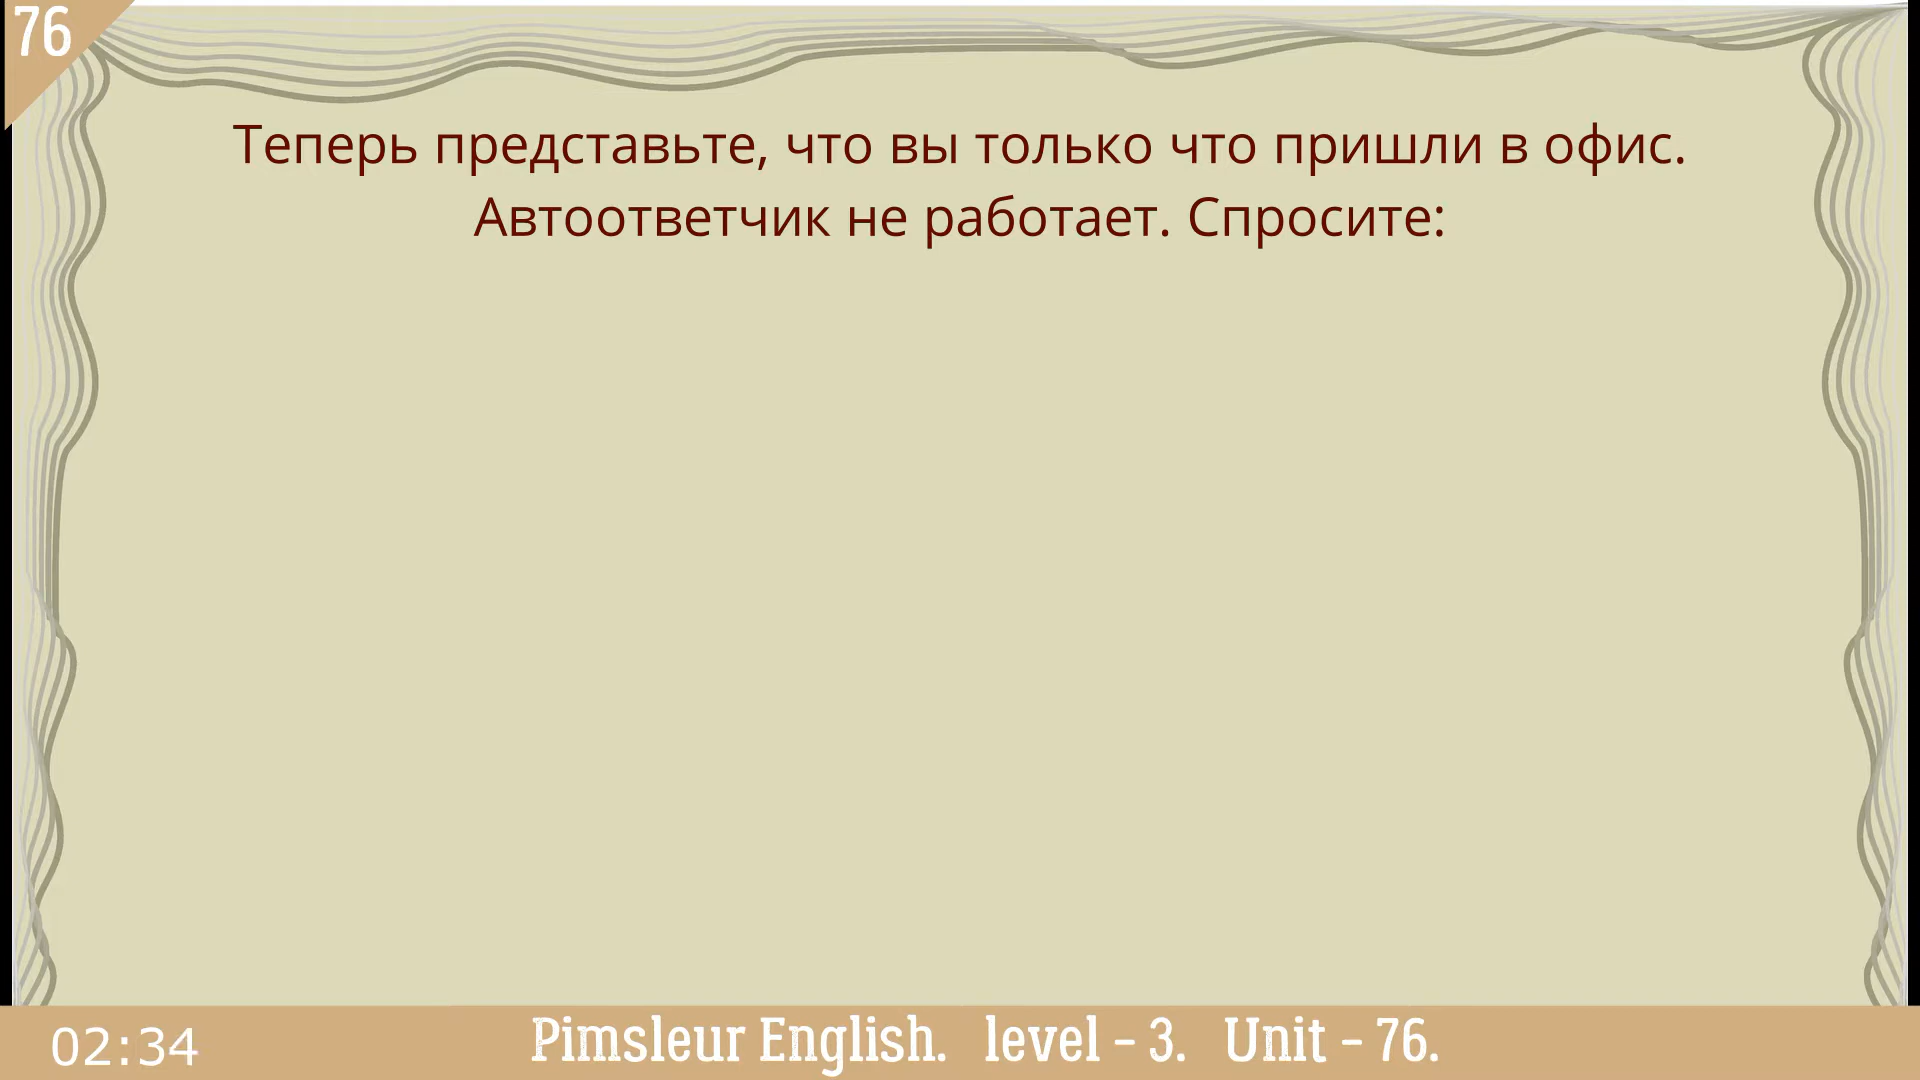 76
Теперь представьте, что вы только что пришли в офис.
Автоответчик не работает. Спросите:
02:34
Pimsleur English. level – 3. Unit – 76.